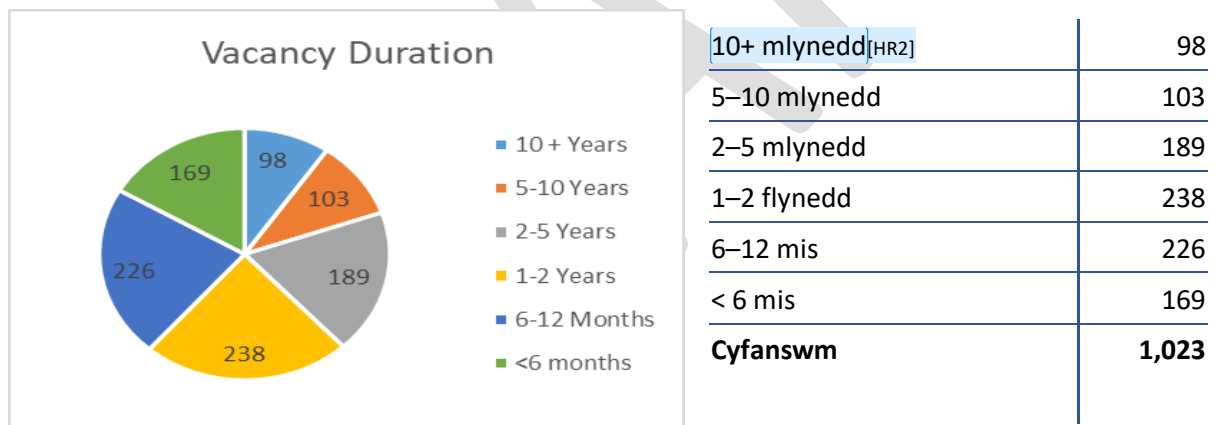 Vacancy Duration
98
103
189
238
226
169
10 + Years
5-10 Years
2-5 Years
1-2 Years
6-12 Months
<6 months
10+ mlynedd[HR2] 98
5–10 mlynedd 103
2–5 mlynedd 189
1–2 flynedd 238
6–12 mis 226
< 6 mis 169
Cyfanswm 1,023